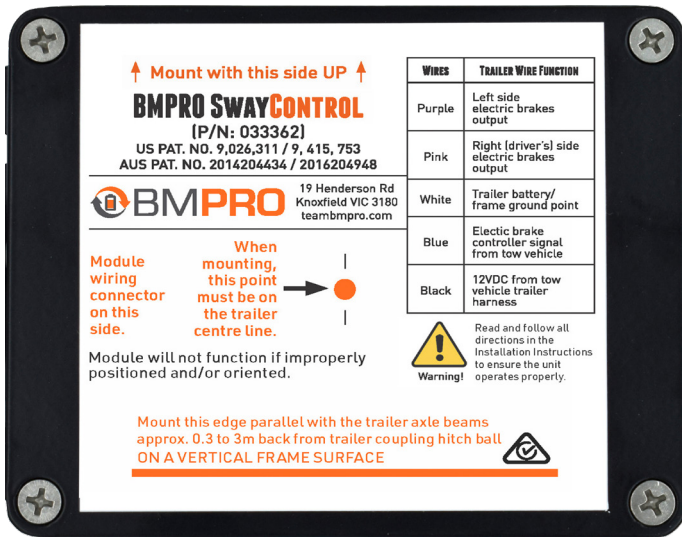 Mount with this side UP
BMPRO SWAYCONTROL
(P/N: 033362)
US PAT. NO. 9,026,311 / 9, 415, 753
AUS PAT. NO. 2014204434 / 2016204948
BMPRO
19 Henderson Rd
Knoxfield VIC 3180
teambmpro.com
Module
wiring
connector
on this
side.
When
mounting,
this point
must be on
the trailer
centre line.
Module will not function if improperly
positioned and/or oriented.
WIRES TRAILER WIRE FUNCTION
Purple Left side
electric brakes
output
Pink Right (driver's) side
electric brakes
output
White Trailer battery/
frame ground point
Blue Electic brake
controller signal
from tow vehicle
Black 12VDC from tow
vehicle trailer
harness
Warning!
Read and follow all
directions in the
Installation Instructions
to ensure the unit
operates properly.
Mount this edge parallel with the trailer axle beams
approx. 0.3 to 3m back from trailer coupling hitch ball
ON A VERTICAL FRAME SURFACE